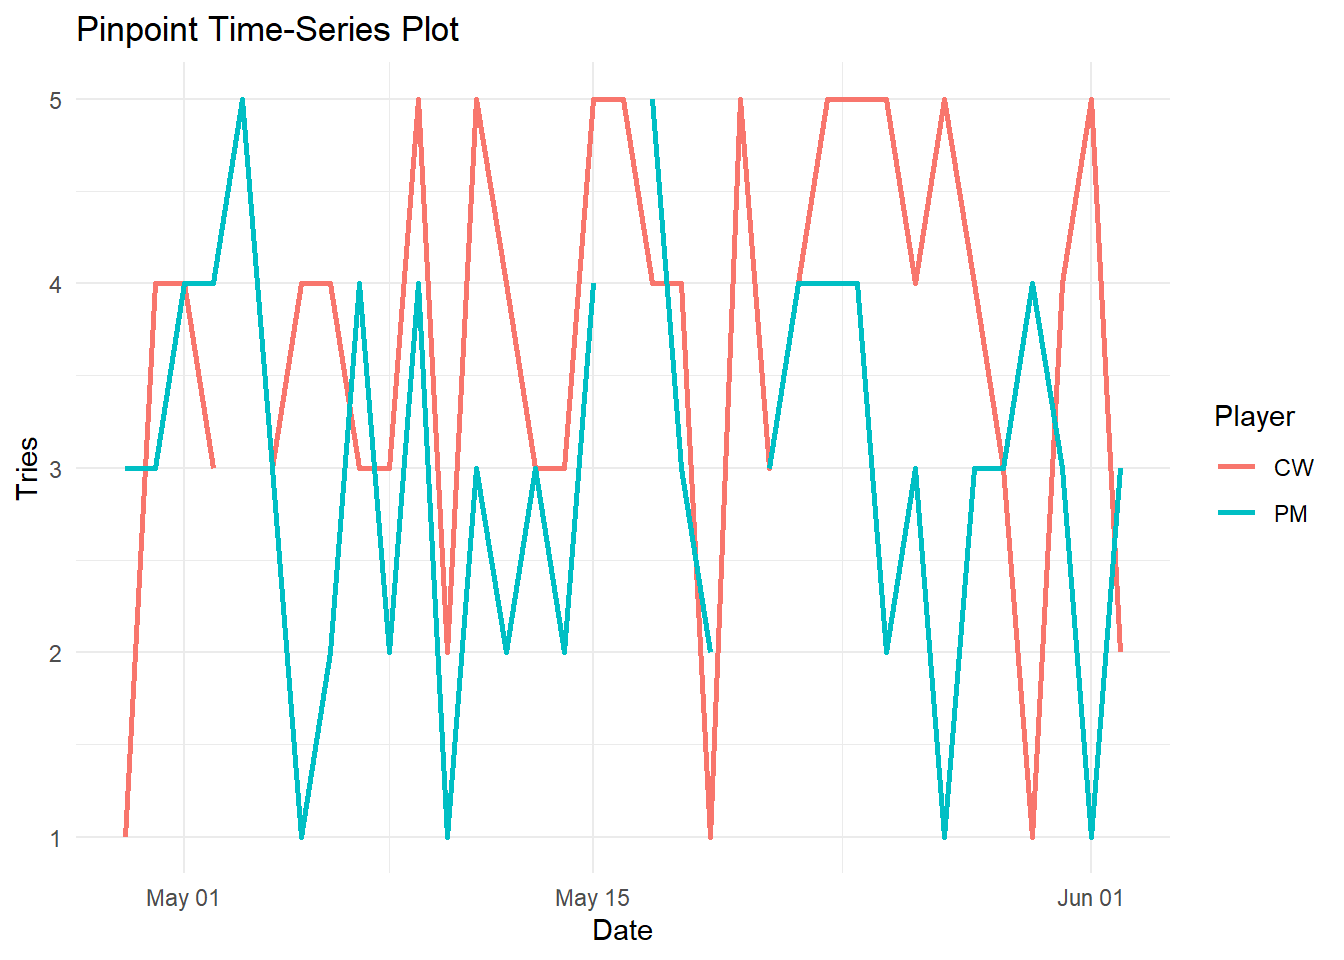 Pinpoint Time-Series Plot
5
4
3
2
1
Tries
May 01
May 15
Jun 01
Date
Player
CW
PM